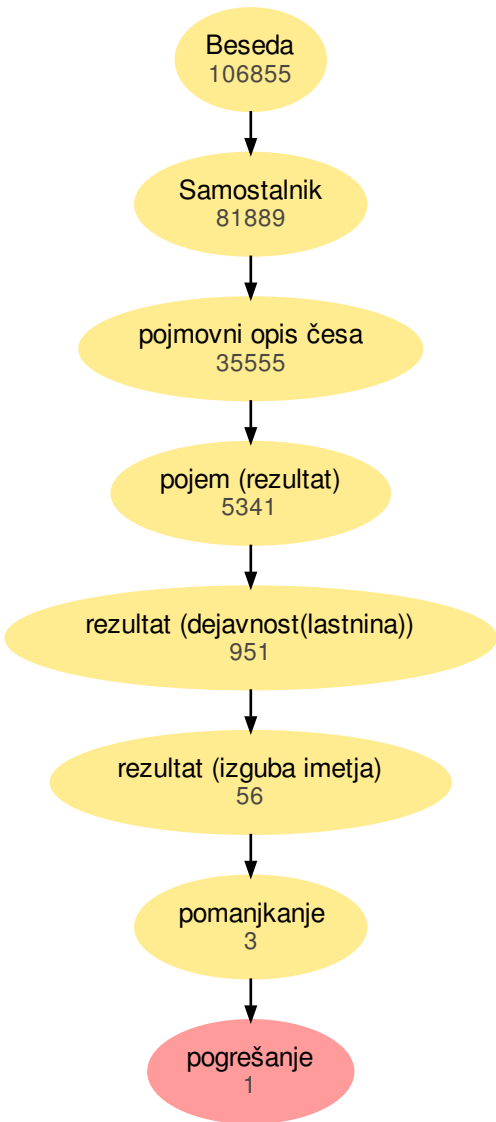 Beseda
106855
Samostalnik
81889
pojmovni opis česa
35555
pojem (rezultat)
5341
rezultat (dejavnost(lastnina))
951
rezultat (izguba imetja)
56
pomanjkanje
3
pogrešanje
1